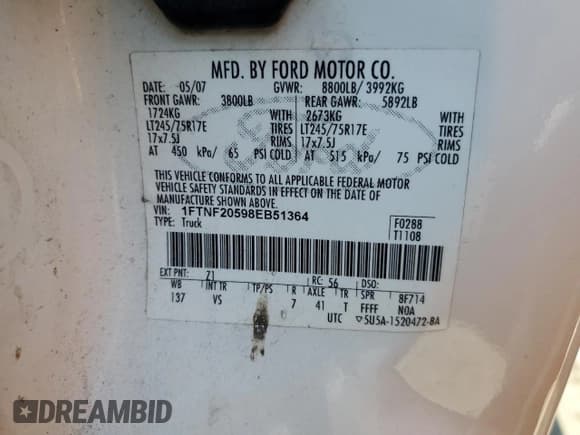 MFD. BY FORD MOTOR CO.
DATE: 05/07 GVWR: 8800LB/ 3992KG
FRONT GAWR: 3800LB REAR GAWR: 5892LB
1724KG WITH 2673KG WITH
LT245/75R17E TIRES LT245/75R17E TIRES
17x7.5J RIMS 17x7.5J RIMS
AT 450 kPa/ 65 PSI COLD AT 515 kPa/ 75 PSI COLD
THIS VEHICLE CONFORMS TO ALL APPLICABLE FEDERAL MOTOR
VEHICLE SAFETY STANDARDS IN EFFECT ON THE DATE OF
MANUFACTURE SHOWN ABOVE.
VIN: 1FTNF20598EB51364 F0288
TYPE: Truck T1108
EXT PNT: Z1 RC: 56 DSO:
WB INT TR TP/PS R AXLE TR SPR 8F714
137 VS 7 41 T FFFF N0A
UTC ▽5U5A-1520472-8A
Ford
DREAMBID